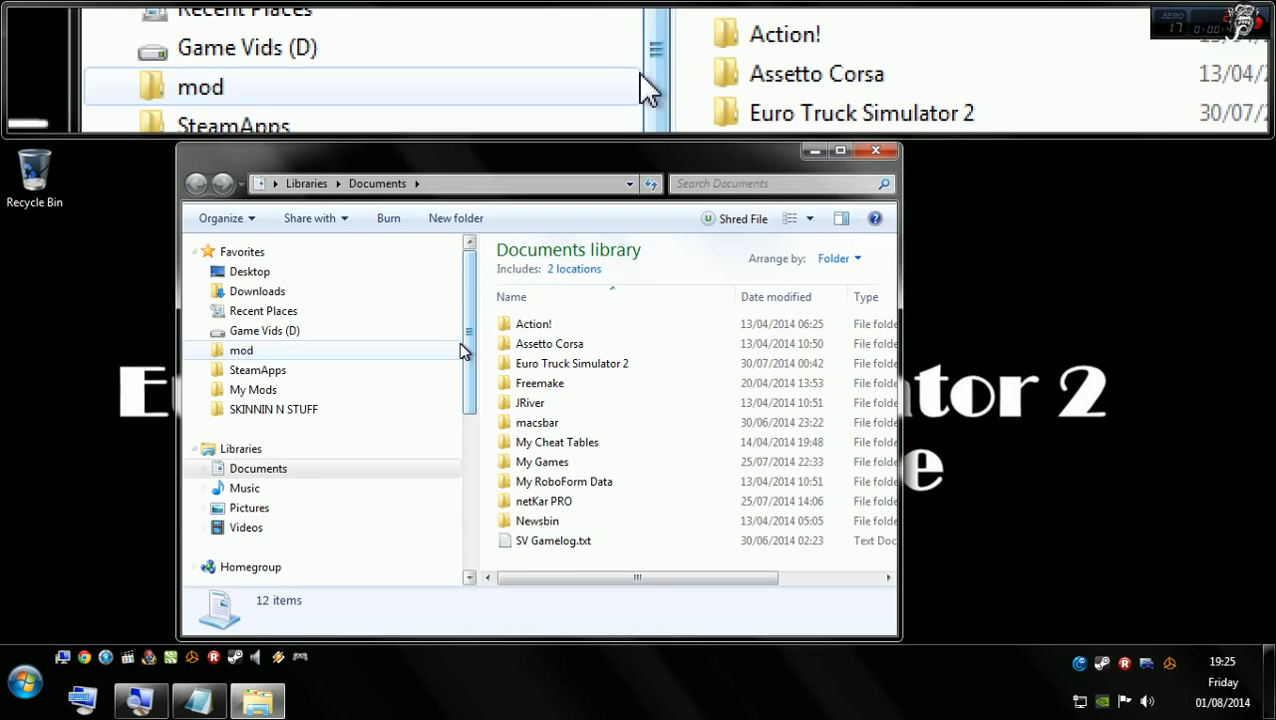 Recent Places
Game Vids (D)
mod
SteamApps
Action!
Assetto Corsa 13/04/
Euro Truck Simulator 2 30/07/
AERO
17
Recycle Bin
Libraries Documents
Search Documents
Organize Share with Burn New folder Shred File
Favorites
Desktop
Downloads
Recent Places
Game Vids (D)
mod
SteamApps
My Mods
SKINNIN N STUFF
Libraries
Documents
Music
Pictures
Videos
Homegroup
Documents library
Includes: 2 locations
Arrange by: Folder
Name Date modified Type
Action! 13/04/2014 06:25 File folde
Assetto Corsa 13/04/2014 10:50 File folde
Euro Truck Simulator 2 30/07/2014 00:42 File folde
Freemake 20/04/2014 13:53 File folde
JRiver 13/04/2014 10:51 File folde
macsbar 30/06/2014 23:22 File folde
My Cheat Tables 14/04/2014 19:48 File folde
My Games 25/07/2014 22:33 File folde
My RoboForm Data 13/04/2014 10:51 File folde
netKar PRO 25/07/2014 14:06 File folde
Newsbin 13/04/2014 05:05 File folde
SV Gamelog.txt 30/06/2014 02:23 Text Doc
12 items
ator 2
e
19:25
Friday
01/08/2014